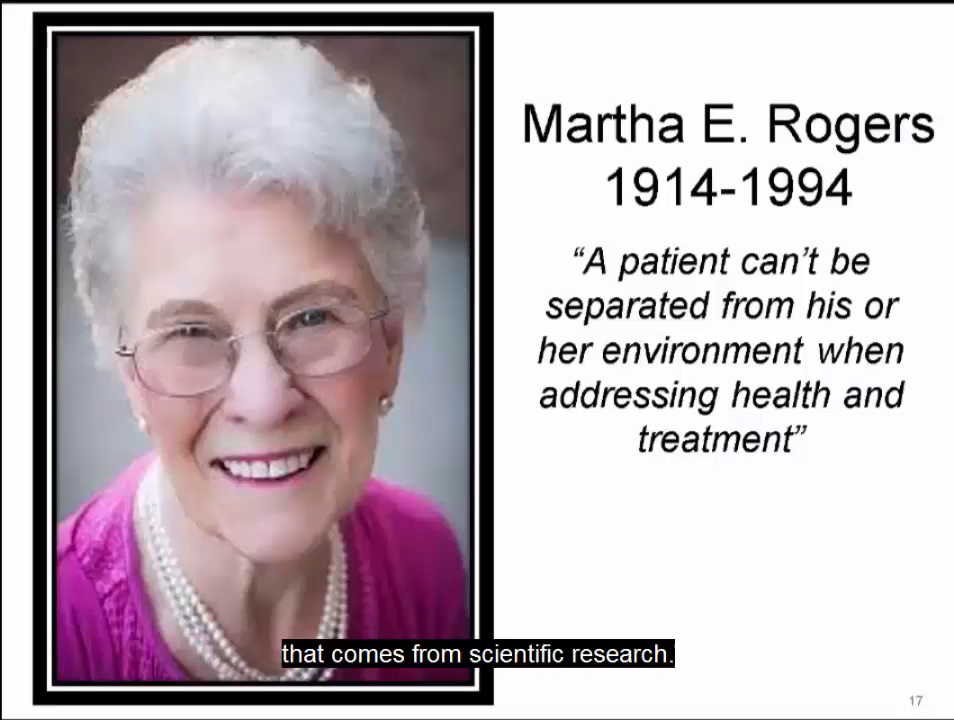 Martha E. Rogers
1914-1994
“A patient can’t be
separated from his or
her environment when
addressing health and
treatment”
that comes from scientific research.
17